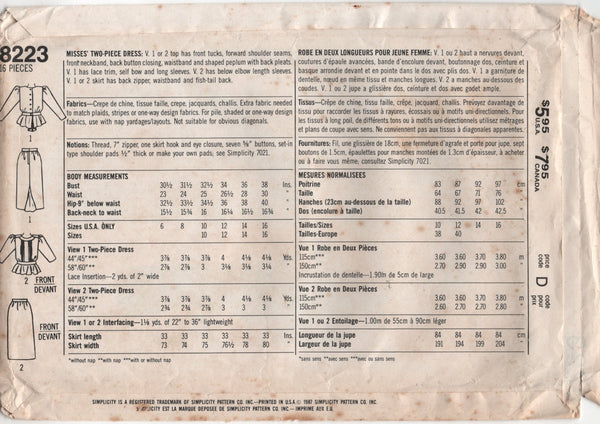 8223
16 PIECES
1
1
2 FRONT
DEVANT
FRONT
DEVANT
2
MISSES' TWO-PIECE DRESS: V. 1 or 2 top has front tucks, forward shoulder seams,
front neckband, back button closing, waistband and shaped peplum with back pleats.
V. 1 has lace trim, self bow and long sleeves. V. 2 has below elbow length sleeves.
V. 1 or 2 skirt has back zipper, waistband and fish-tail back.
Fabrics—Crepe de chine, tissue faille, crepe, jacquards, challis. Extra fabric needed
to match plaids, stripes or one-way design fabrics. For pile, shaded or one-way design
fabrics, use with nap yardages/layouts. Not suitable for obvious diagonals.
Notions: Thread, 7" zipper, one skirt hook and eye closure, seven ⅝" buttons, set-
in type shoulder pads ½" thick or make your own pads—see Simplicity 7021.
BODY MEASUREMENTS
Bust 30½ 31½ 32½ 34 36 38 Ins.
Waist 23 24 25 26½ 28 30 "
Hip-9" below waist 32½ 33½ 34½ 36 38 40 "
Back-neck to waist 15½ 15¾ 16 16¼ 16½ 16¾ "
Sizes U.S.A. ONLY 6 8 10 12 14 16
Sizes 10 12 14 16
View 1 Two-Piece Dress
44"/45"*** 3⅞ 3⅞ 3⅞ 4 4⅛ 4⅛ Yds.
58"/60"** 2⅞ 2⅞ 3 3 3⅛ 3¼ "
Lace Insertion—2 yds. of 2" wide
View 2 Two-Piece Dress
44"/45"*** 3⅞ 3⅞ 3⅞ 4 4⅛ 4⅛ Yds.
58"/60"** 2¾ 2¾ 2¾ 3 3 3⅛ "
View 1 or 2 Interfacing—1⅛ yds. of 22" to 36" lightweight
Skirt length 33 33 33 33 33 33 Ins.
Skirt width 73 74 75 76½ 78 80 "
*without nap **with nap ***with or without nap
ROBE EN DEUX LONGUEURS POUR JEUNE FEMME: V. 1 ou 2 haut a nervures devant,
coutures d'épaule avancées, bande d'encolure devant, boutonnage dos, ceinture et
basque arrondie devant et en pointe dans le dos avec plis dos. V. 1 a garniture de
dentelle, nœud du même tissu et manches longues. V. 2 a manches au-dessous du
coude. V. 1 ou 2 jupe a glissière dos, ceinture et dos avec godet ample.
Tissus—Crêpe de Chine, tissu faille, crêpe, jacquard, challis. Prévoyez davantage de
tissu pour raccorder les tissus à rayures, écossais ou à motifs uni-directionnels. Pour
tissus pelucheux, de tons différents ou à motifs uni-directionnels utilisez métrages
et plans de coupe avec sens. Ne conviennent pas aux tissus à diagonales apparentes.
Fournitures: Fil, une glissière de 18cm, une fermeture d'agrafe et porte pour jupe, sept
boutons de 1.5cm, épaulettes pour manches montées de 1.3cm d'épaisseur, à acheter
ou à faire vous-même. Consultez Simplicity 7021.
MESURES NORMALISEES
Poitrine 83 87 92 97 cm
Taille 64 67 71 76 "
Hanches (23cm au-dessous de la taille) 88 92 97 102 "
Dos (encolure à taille) 40.5 41.5 42 42.5 "
Tailles/Sizes 10 12 14 16
Tailles-Europe 38 40
Vue 1 Robe en Deux Pièces
115cm*** 3.60 3.60 3.70 3.80 m
150cm** 2.70 2.70 2.90 3.00 "
Incrustation de dentelle—1.90m de 5cm de large
Vue 2 Robe en Deux Pièces
115cm*** 3.60 3.60 3.70 3.80 m
150cm** 2.60 2.70 2.70 2.80 "
Vue 1 ou 2 Entoilage—1.00m de 55cm à 90cm léger
Longueur de la jupe 84 84 84 84 cm
Largeur de la jupe 191 194 199 204 "
*sans sens **avec sens ***avec ou sans sens
$5.95 U.S.A.
$7.95 CANADA
price code D code pour prix
SIMPLICITY IS A REGISTERED TRADEMARK OF SIMPLICITY PATTERN CO. INC.—PRINTED IN U.S.A.© 1987 SIMPLICITY PATTERN CO. INC.
SIMPLICITY EST LA MARQUE DEPOSEE DE SIMPLICITY PATTERN CO. INC.—IMPRIME AUX E.U.